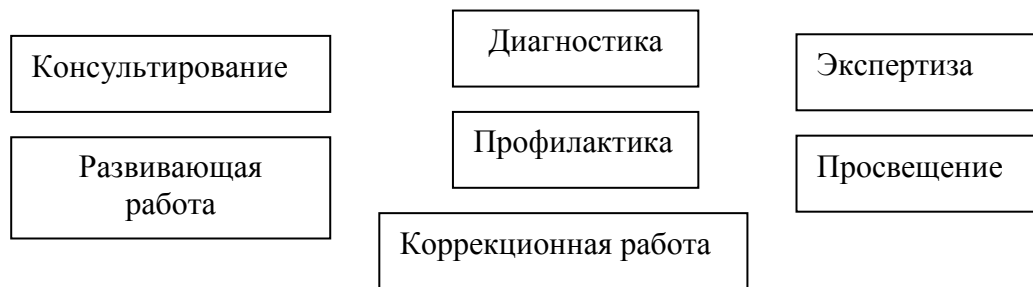 Консультирование
Диагностика
Экспертиза
Развивающая
работа
Профилактика
Просвещение
Коррекционная работа